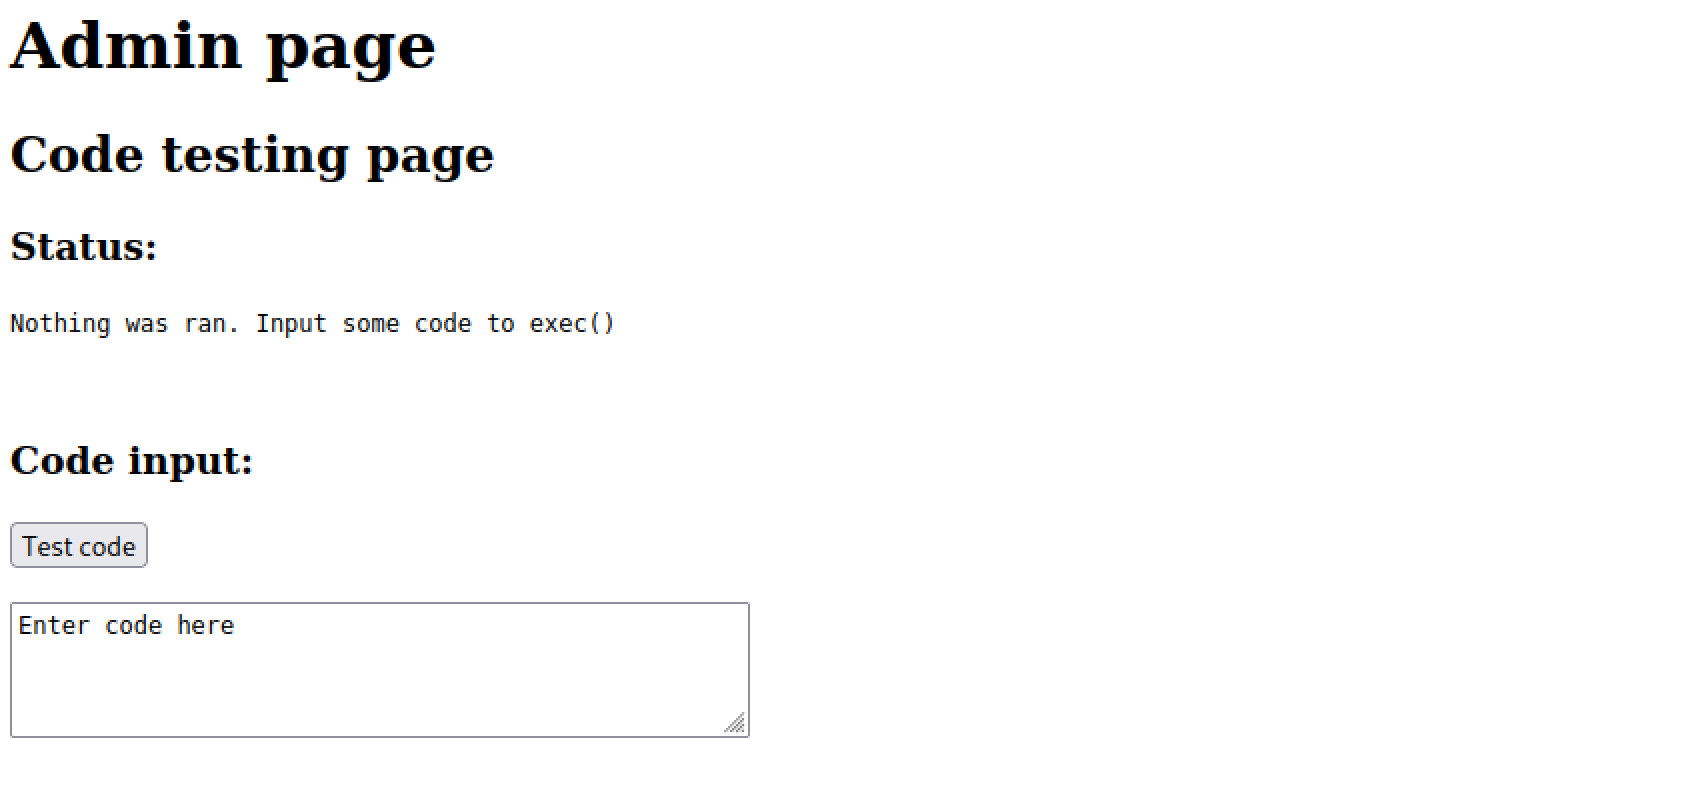 Admin page
Code testing page
Status:
Nothing was ran. Input some code to exec()
Code input:
Test code
Enter code here